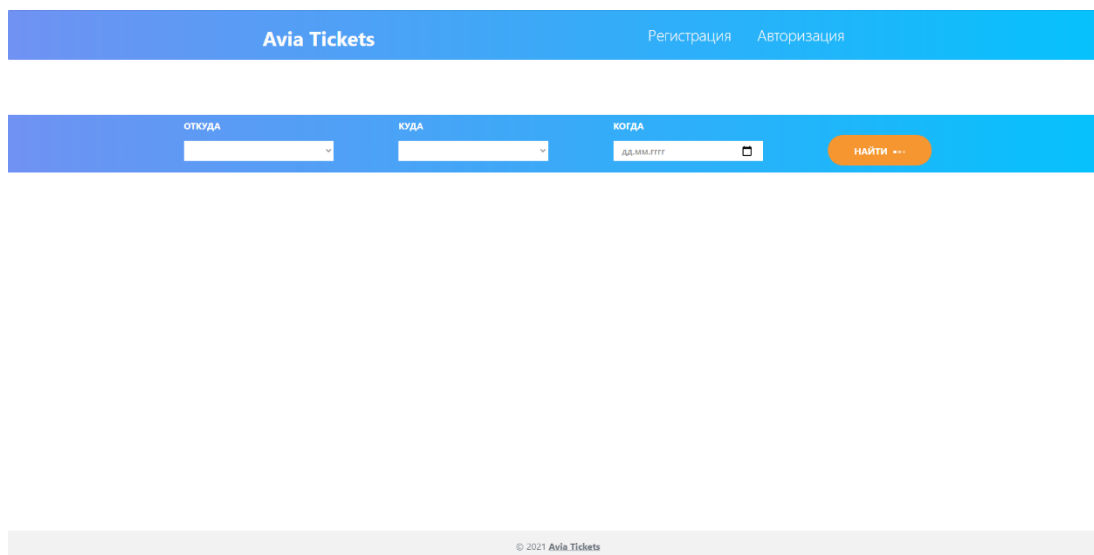 Avia Tickets
Регистрация Авторизация
ОТКУДА КУДА КОГДА
дд.мм.гггг
НАЙТИ
© 2021 Avia Tickets